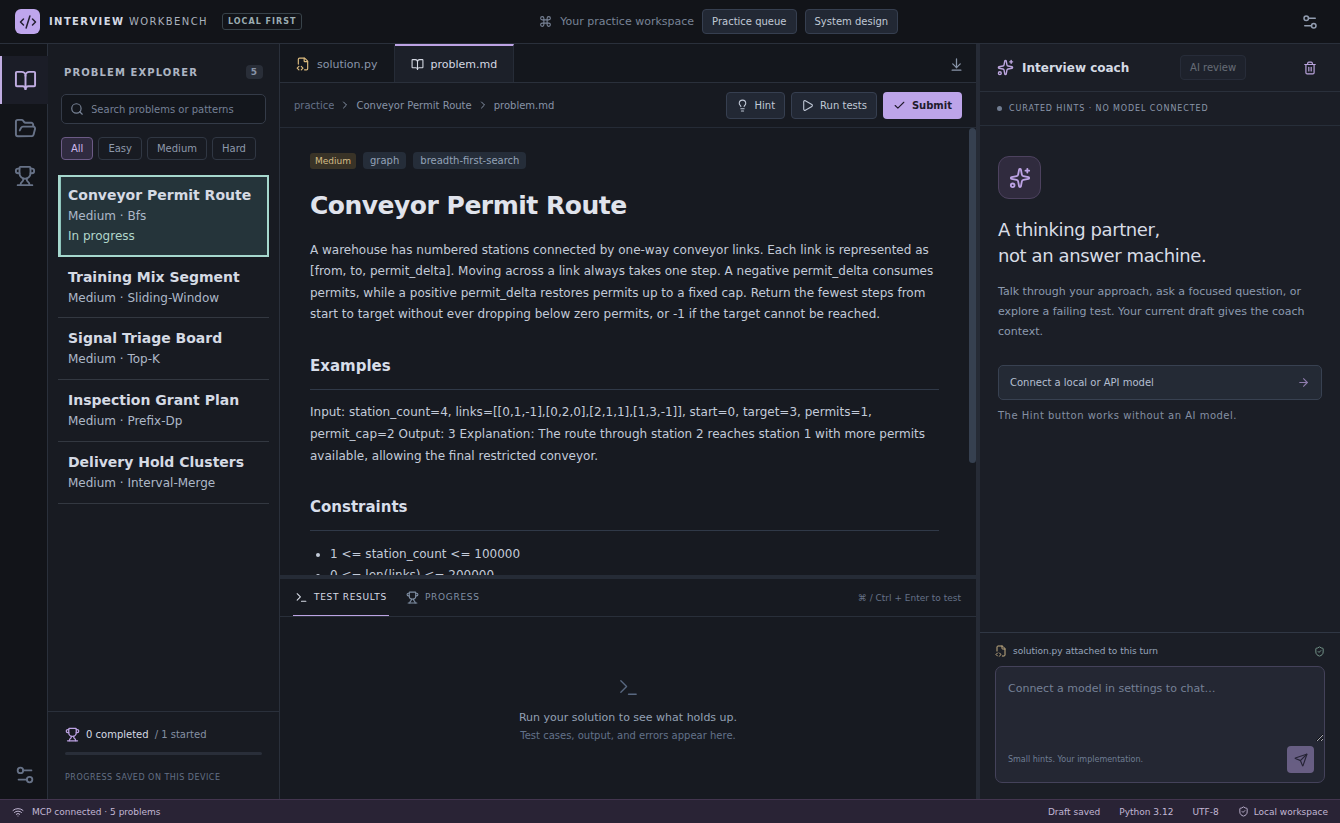 INTERVIEW WORKBENCH LOCAL FIRST
⌘ Your practice workspace Practice queue System design
PROBLEM EXPLORER 5
Search problems or patterns
All Easy Medium Hard
Conveyor Permit Route
Medium · Bfs
In progress
Training Mix Segment
Medium · Sliding-Window
Signal Triage Board
Medium · Top-K
Inspection Grant Plan
Medium · Prefix-Dp
Delivery Hold Clusters
Medium · Interval-Merge
0 completed / 1 started
PROGRESS SAVED ON THIS DEVICE
solution.py problem.md
practice > Conveyor Permit Route > problem.md
Hint Run tests Submit
Medium graph breadth-first-search
Conveyor Permit Route
A warehouse has numbered stations connected by one-way conveyor links. Each link is represented as
[from, to, permit_delta]. Moving across a link always takes one step. A negative permit_delta consumes
permits, while a positive permit_delta restores permits up to a fixed cap. Return the fewest steps from
start to target without ever dropping below zero permits, or -1 if the target cannot be reached.
Examples
Input: station_count=4, links=[[0,1,-1],[0,2,0],[2,1,1],[1,3,-1]], start=0, target=3, permits=1,
permit_cap=2 Output: 3 Explanation: The route through station 2 reaches station 1 with more permits
available, allowing the final restricted conveyor.
Constraints
• 1 <= station_count <= 100000
• 0 <= len(links) <= 200000
TEST RESULTS PROGRESS
⌘ / Ctrl + Enter to test
Run your solution to see what holds up.
Test cases, output, and errors appear here.
Interview coach AI review
CURATED HINTS · NO MODEL CONNECTED
A thinking partner,
not an answer machine.
Talk through your approach, ask a focused question, or
explore a failing test. Your current draft gives the coach
context.
Connect a local or API model
The Hint button works without an AI model.
solution.py attached to this turn
Connect a model in settings to chat…
Small hints. Your implementation.
MCP connected · 5 problems
Draft saved Python 3.12 UTF-8 Local workspace